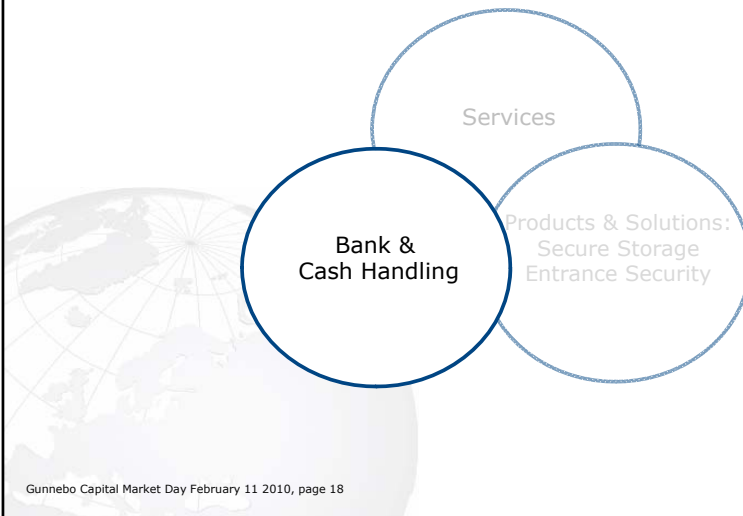 Services
Products & Solutions:
Secure Storage
Entrance Security
Bank &
Cash Handling
Gunnebo Capital Market Day February 11 2010, page 18